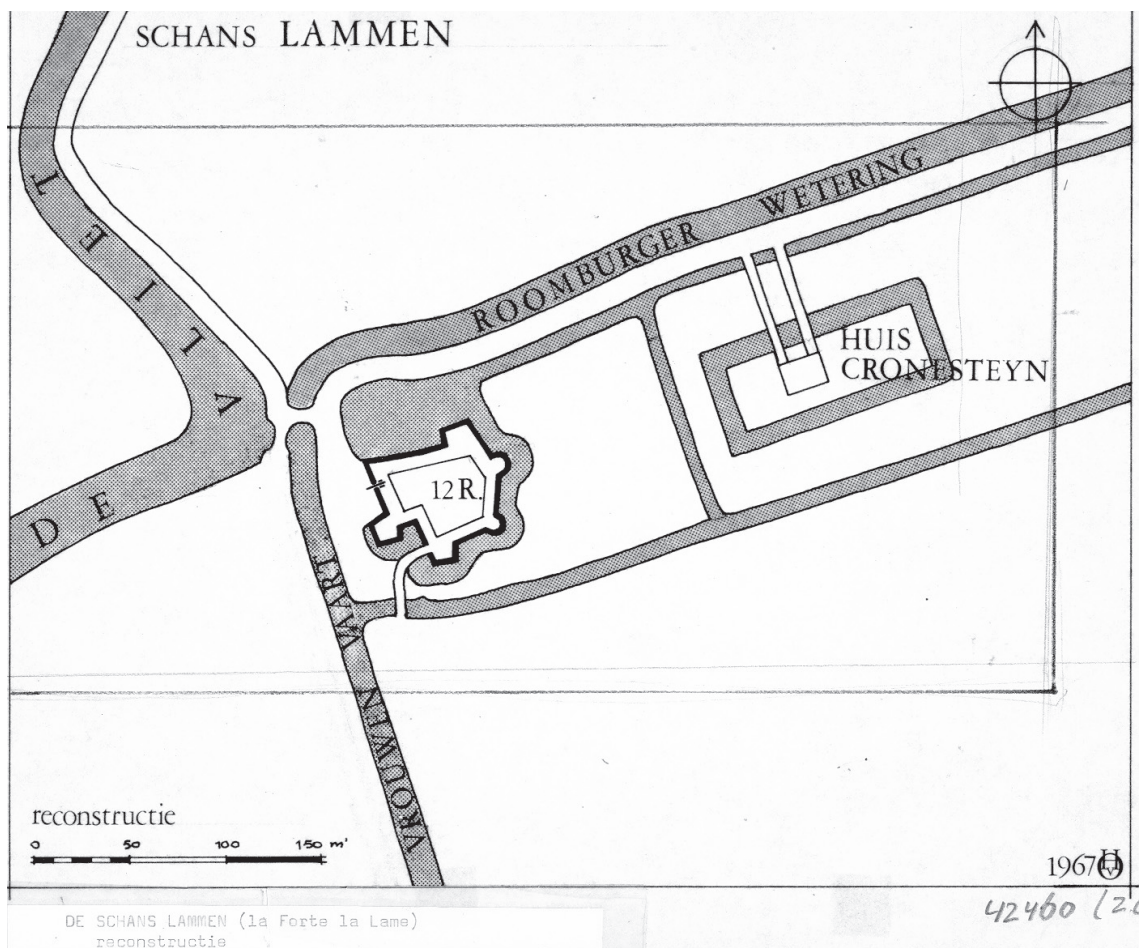 SCHANS LAMMEN
DE VLIET
ROOMBURGER WETERING
HUIS
CRONESTEYN
12 R.
VROUWEN VAART
reconstructie
0 50 100 150 m'
1967
DE SCHANS LAMMEN (la Forte la Lame)
reconstructie
42460